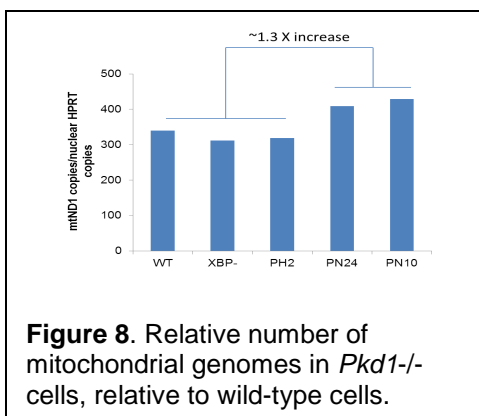 ~1.3 X increase
mtND1 copies/nuclear HPRT
copies
500
400
300
200
100
0
WT XBP- PH2 PN24 PN10
Figure 8. Relative number of
mitochondrial genomes in Pkd1-/-
cells, relative to wild-type cells.